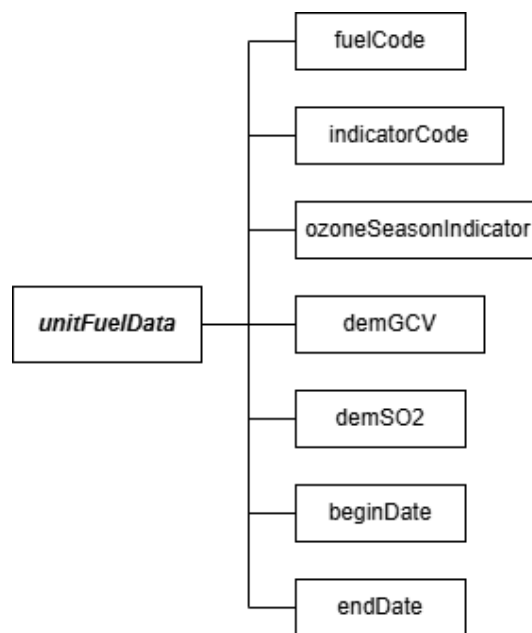 fuelCode
indicatorCode
ozoneSeasonIndicator
unitFuelData
demGCV
demSO2
beginDate
endDate